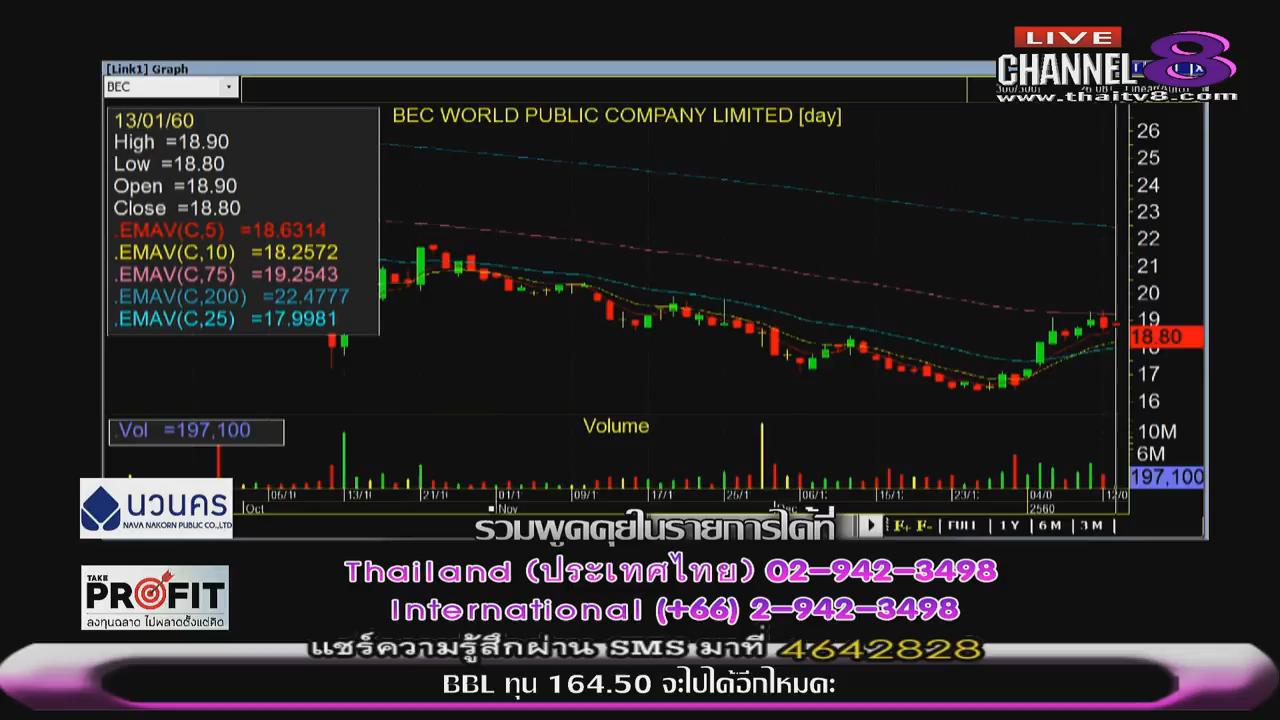 LIVE
CHANNEL 8
www.thaitv8.com
[Link1] Graph
BEC
BEC WORLD PUBLIC COMPANY LIMITED [day]
13/01/60
High =18.90
Low =18.80
Open =18.90
Close =18.80
.EMAV(C,5) =18.6314
.EMAV(C,10) =18.2572
.EMAV(C,75) =19.2543
.EMAV(C,200) =22.4777
.EMAV(C,25) =17.9981
26
25
24
23
22
21
20
19
18.80
18
17
16
.Vol =197,100
Volume
10M
6M
197,100
06/10 13/10 21/10 01/1 09/1 17/1 25/1 06/1 16/1 23/1 04/0 12/0
Oct Nov Dec 2560
F+ F- FULL 1Y 6M 3M
นวนคร
NAVA NAKORN PUBLIC CO.,LTD
ร่วมพูดคุยในรายการได้ที่
Thailand (ประเทศไทย) 02-942-3498
International (+66) 2-942-3498
TAKE
PROFIT
ลงทุนฉลาด ไม่พลาดตั้งแต่คิด
แชร์ความรู้สึกผ่าน SMS มาที่ 4642828
BBL ทุน 164.50 จะไปได้อีกไหมคะ